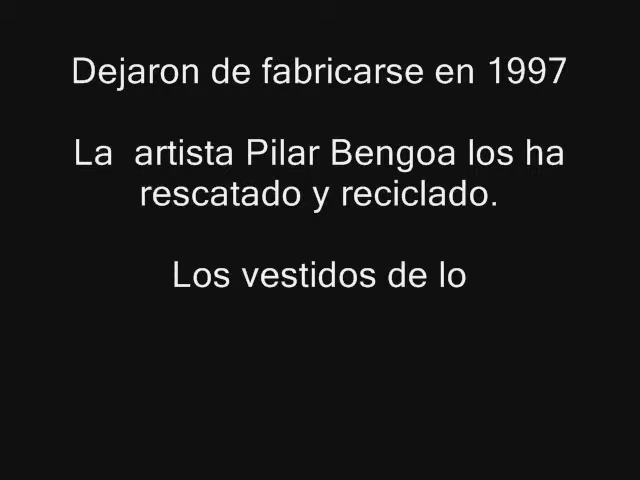 Dejaron de fabricarse en 1997
La  artista Pilar Bengoa los ha
rescatado y reciclado.
Los vestidos de lo